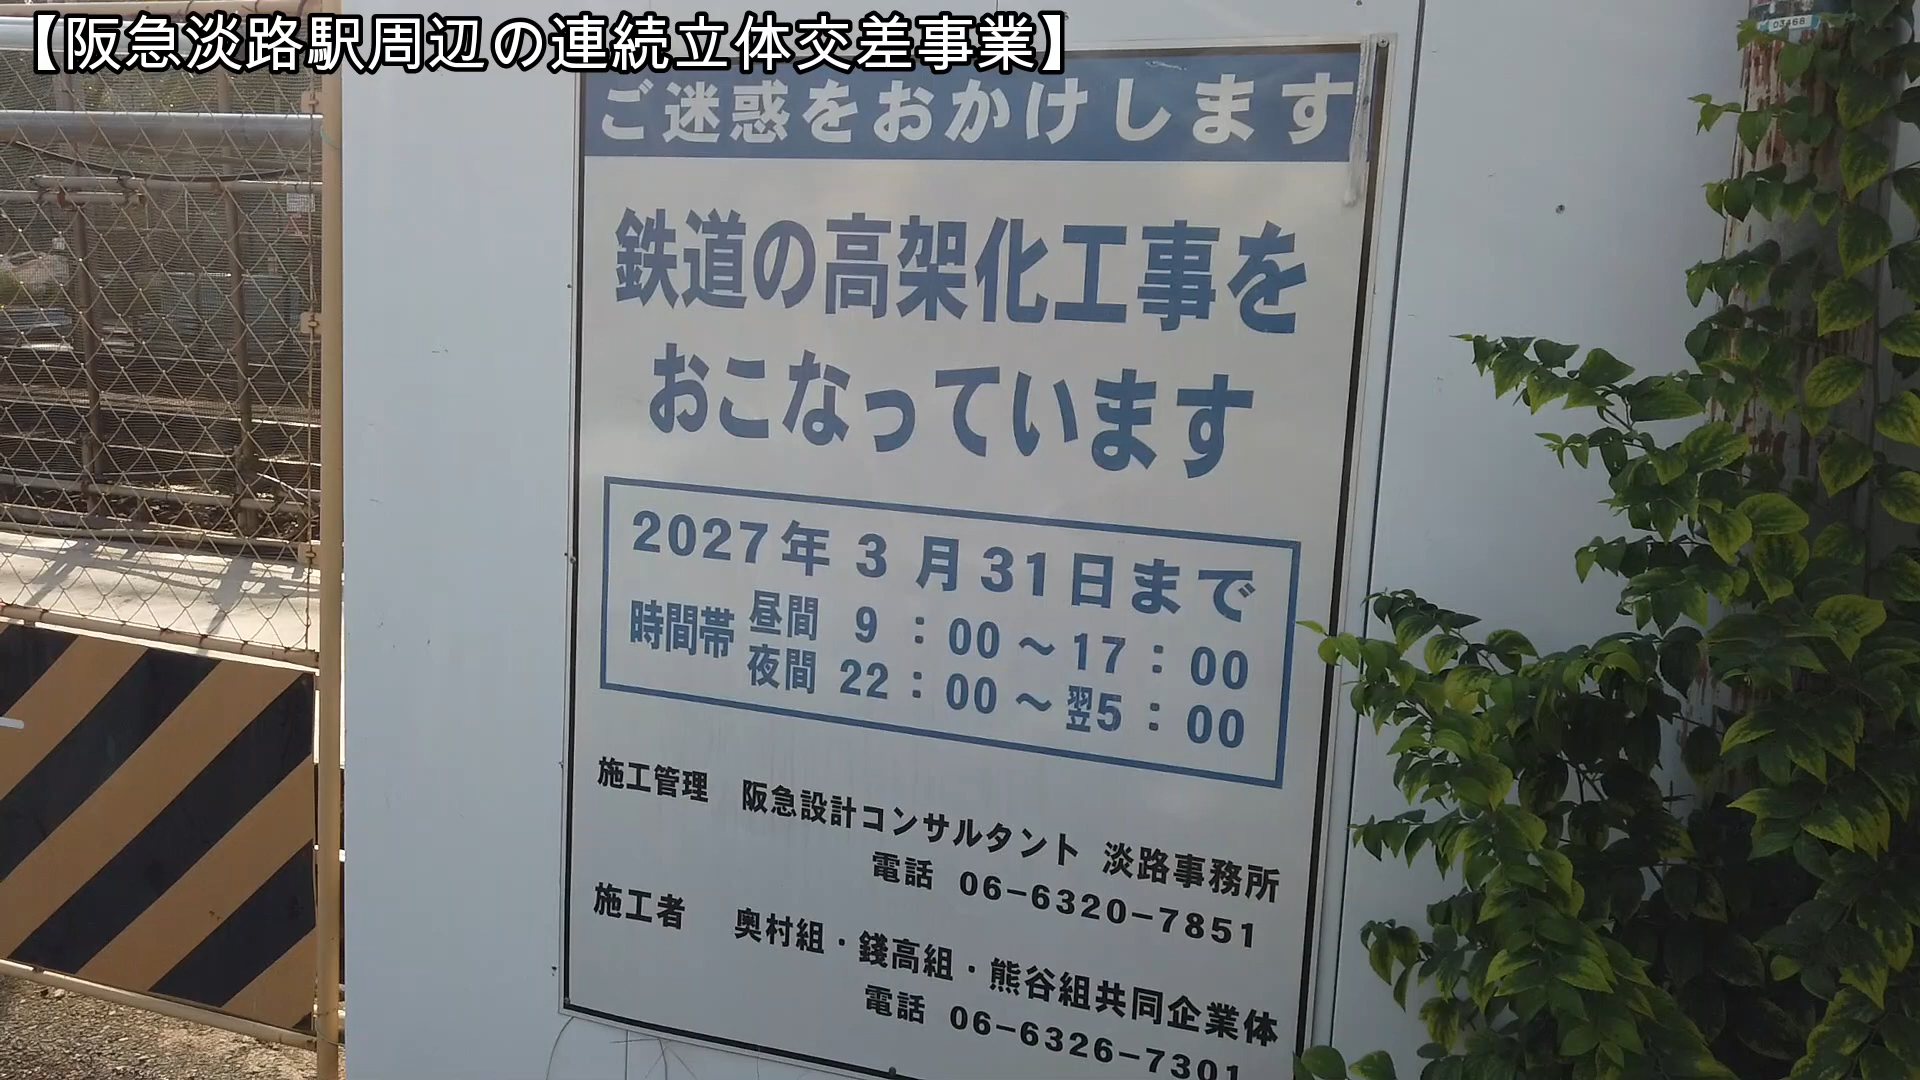 【阪急淡路駅周辺の連続立体交差事業】
03468
ご迷惑をおかけします
鉄道の高架化工事を
おこなっています
2027年3月31日まで
時間帯 昼間 9:00～17:00
夜間 22:00～翌5:00
施工管理 阪急設計コンサルタント 淡路事務所
電話 06-6320-7851
施工者 奥村組・錢高組・熊谷組共同企業体
電話 06-6326-7301